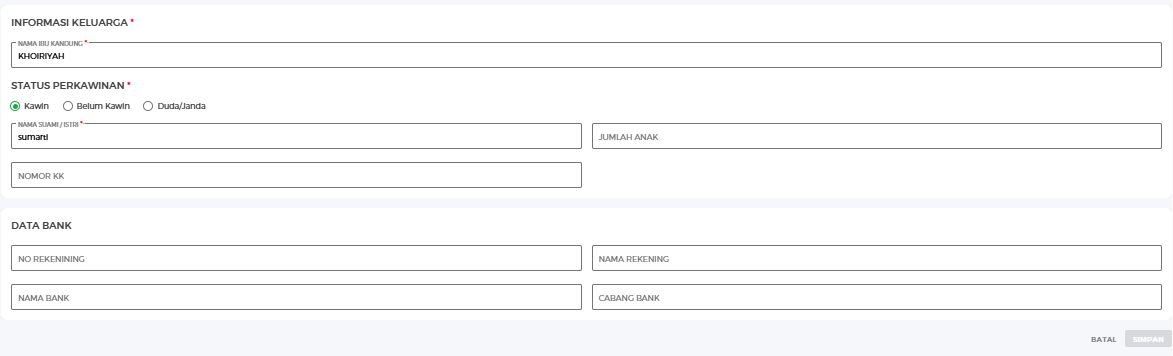 INFORMASI KELUARGA *
NAMA IBU KANDUNG *
KHOIRIYAH
STATUS PERKAWINAN *
Kawin Belum Kawin Duda/Janda
NAMA SUAMI / ISTRI *
sumarti
JUMLAH ANAK
NOMOR KK
DATA BANK
NO REKENINING NAMA REKENING
NAMA BANK CABANG BANK
BATAL SIMPAN